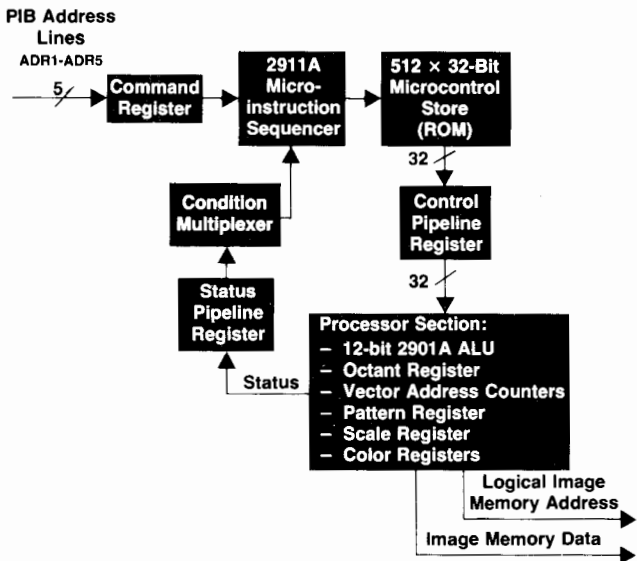 PIB Address
Lines
ADR1-ADR5
5
Command
Register
2911A
Micro-
instruction
Sequencer
512 × 32-Bit
Microcontrol
Store
(ROM)
32
Condition
Multiplexer
Control
Pipeline
Register
32
Status
Pipeline
Register
Status
Processor Section:
– 12-bit 2901A ALU
– Octant Register
– Vector Address Counters
– Pattern Register
– Scale Register
– Color Registers
Logical Image
Memory Address
Image Memory Data